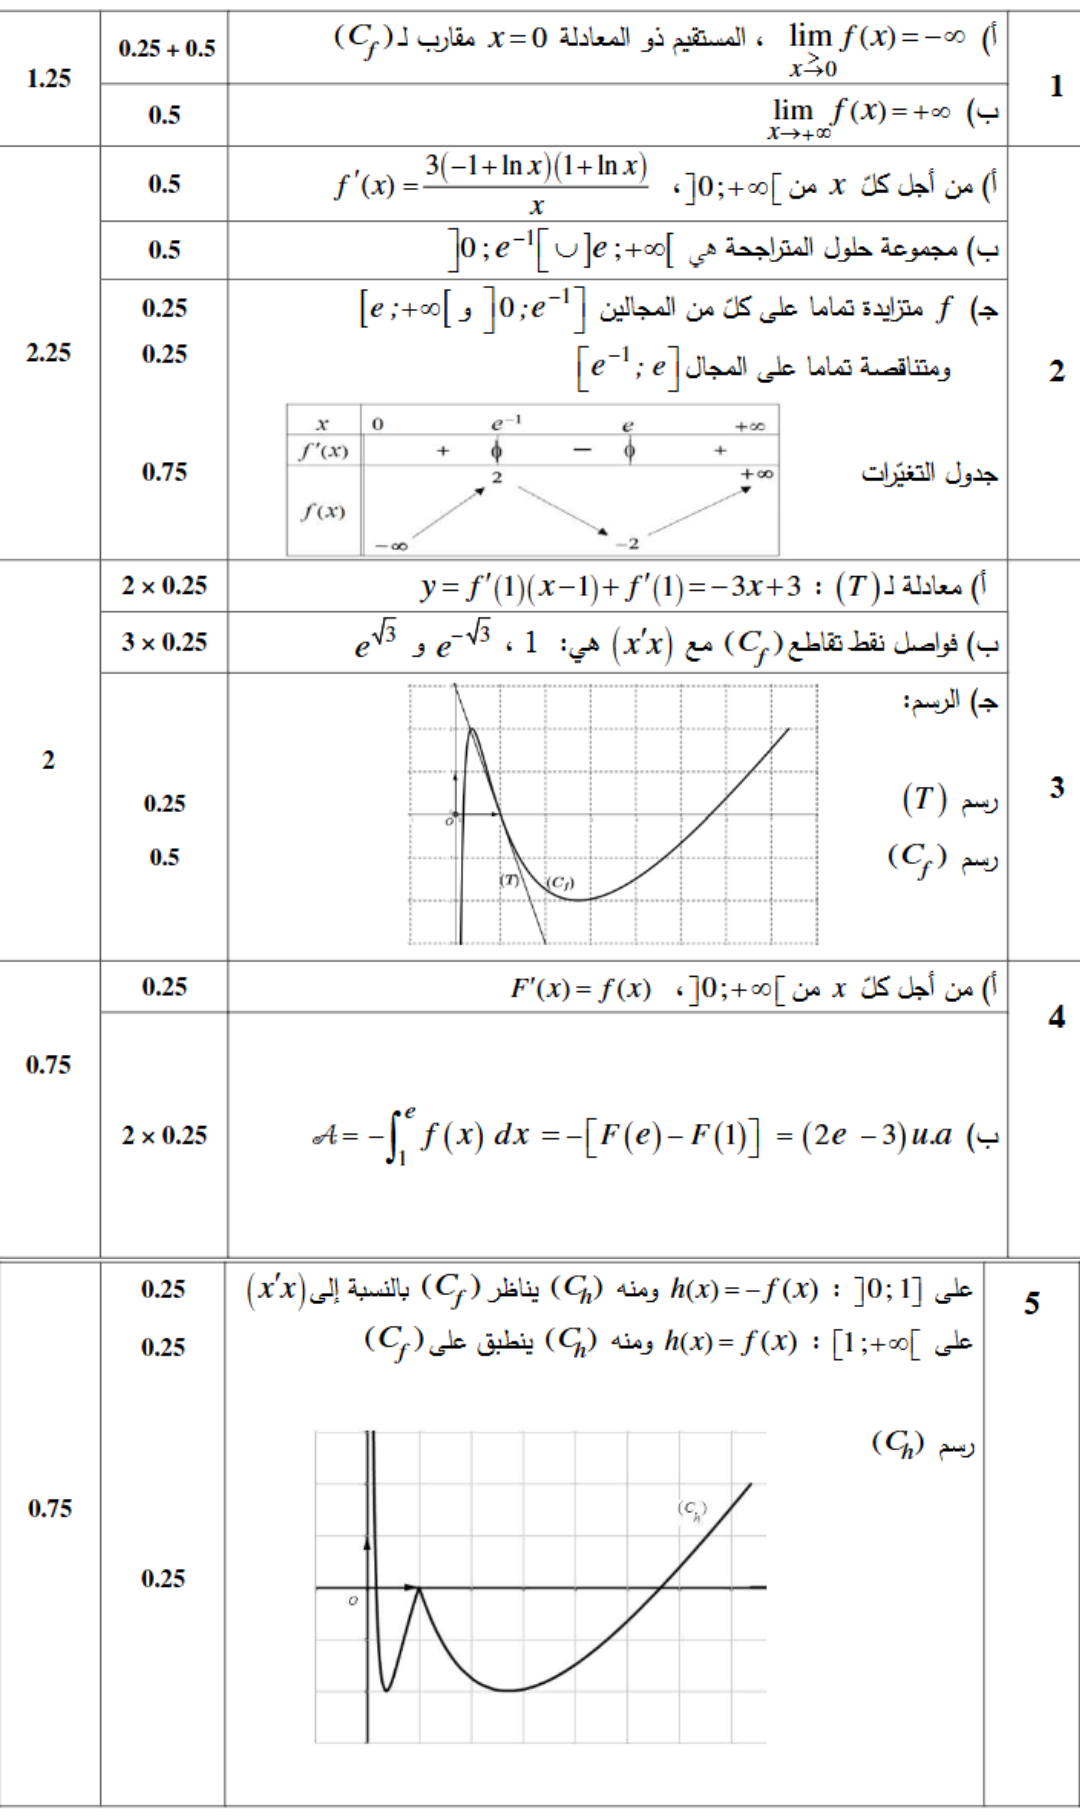 1
أ) $\lim_{x \xrightarrow{>} 0} f(x) = -\infty$ ، المستقيم ذو المعادلة $x = 0$ مقارب لـ $(C_f)$
0.25 + 0.5
1.25
ب) $\lim_{x \to +\infty} f(x) = +\infty$
0.5
2
أ) من أجل كلّ $x$ من $]0;+\infty[$ ، $f'(x) = \frac{3(-1+\ln x)(1+\ln x)}{x}$
0.5
2.25
ب) مجموعة حلول المتراجحة هي $]0;e^{-1}[ \cup ]e;+\infty[$
0.5
جـ) $f$ متزايدة تماما على كلّ من المجالين $]0;e^{-1}]$ و $[e;+\infty[$
0.25
ومتناقصة تماما على المجال $[e^{-1};e]$
0.25
جدول التغيّرات
0.75
x 0 $e^{-1}$ e $+\infty$
$f'(x)$ + ϕ − ϕ +
2 $+\infty$
$f(x)$
$-\infty$ −2
3
أ) معادلة لـ $(T)$ : $y = f'(1)(x-1) + f'(1) = -3x+3$
2 × 0.25
2
ب) فواصل نقط تقاطع $(C_f)$ مع $(x'x)$ هي: 1 ، $e^{-\sqrt{3}}$ و $e^{\sqrt{3}}$
3 × 0.25
جـ) الرسم:
رسم $(T)$
0.25
رسم $(C_f)$
0.5
O
(T) $(C_f)$
4
أ) من أجل كلّ $x$ من $]0;+\infty[$ ، $F'(x) = f(x)$
0.25
0.75
ب) $\mathcal{A} = -\int_1^e f(x)\,dx = -[F(e) - F(1)] = (2e - 3)u.a$
2 × 0.25
5
على $]0;1]$ : $h(x) = -f(x)$ ومنه $(C_h)$ يناظر $(C_f)$ بالنسبة إلى $(x'x)$
0.25
على $[1;+\infty[$ : $h(x) = f(x)$ ومنه $(C_h)$ ينطبق على $(C_f)$
0.25
رسم $(C_h)$
0.25
0.75
$(C_h)$
O